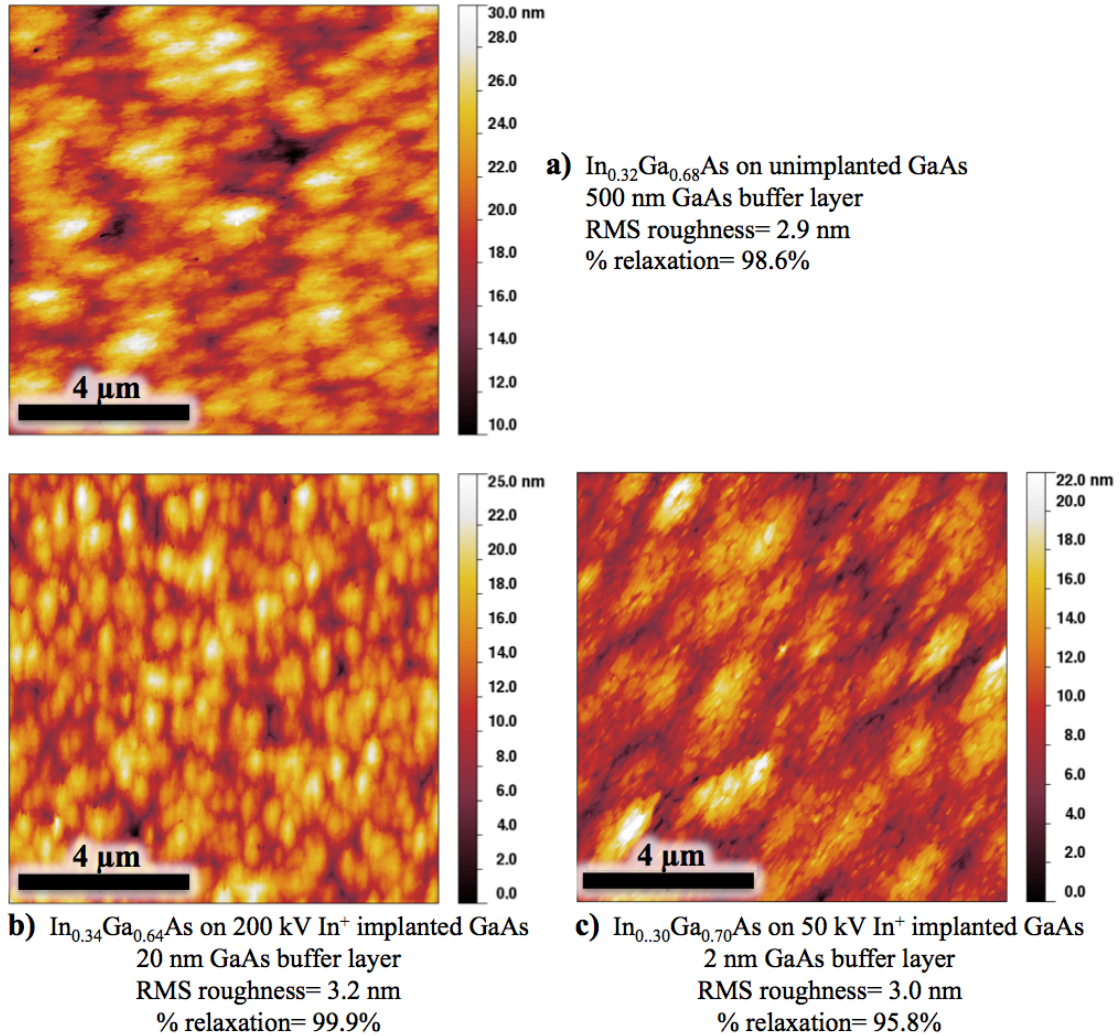 30.0 nm
28.0
26.0
24.0
22.0
20.0
18.0
16.0
14.0
12.0
10.0
4 µm
a) In0.32Ga0.68As on unimplanted GaAs
500 nm GaAs buffer layer
RMS roughness= 2.9 nm
% relaxation= 98.6%
25.0 nm
22.0
20.0
18.0
16.0
14.0
12.0
10.0
8.0
6.0
4.0
2.0
0.0
4 µm
22.0 nm
20.0
18.0
16.0
14.0
12.0
10.0
8.0
6.0
4.0
2.0
0.0
4 µm
b) In0.34Ga0.64As on 200 kV In+ implanted GaAs
20 nm GaAs buffer layer
RMS roughness= 3.2 nm
% relaxation= 99.9%
c) In0..30Ga0.70As on 50 kV In+ implanted GaAs
2 nm GaAs buffer layer
RMS roughness= 3.0 nm
% relaxation= 95.8%